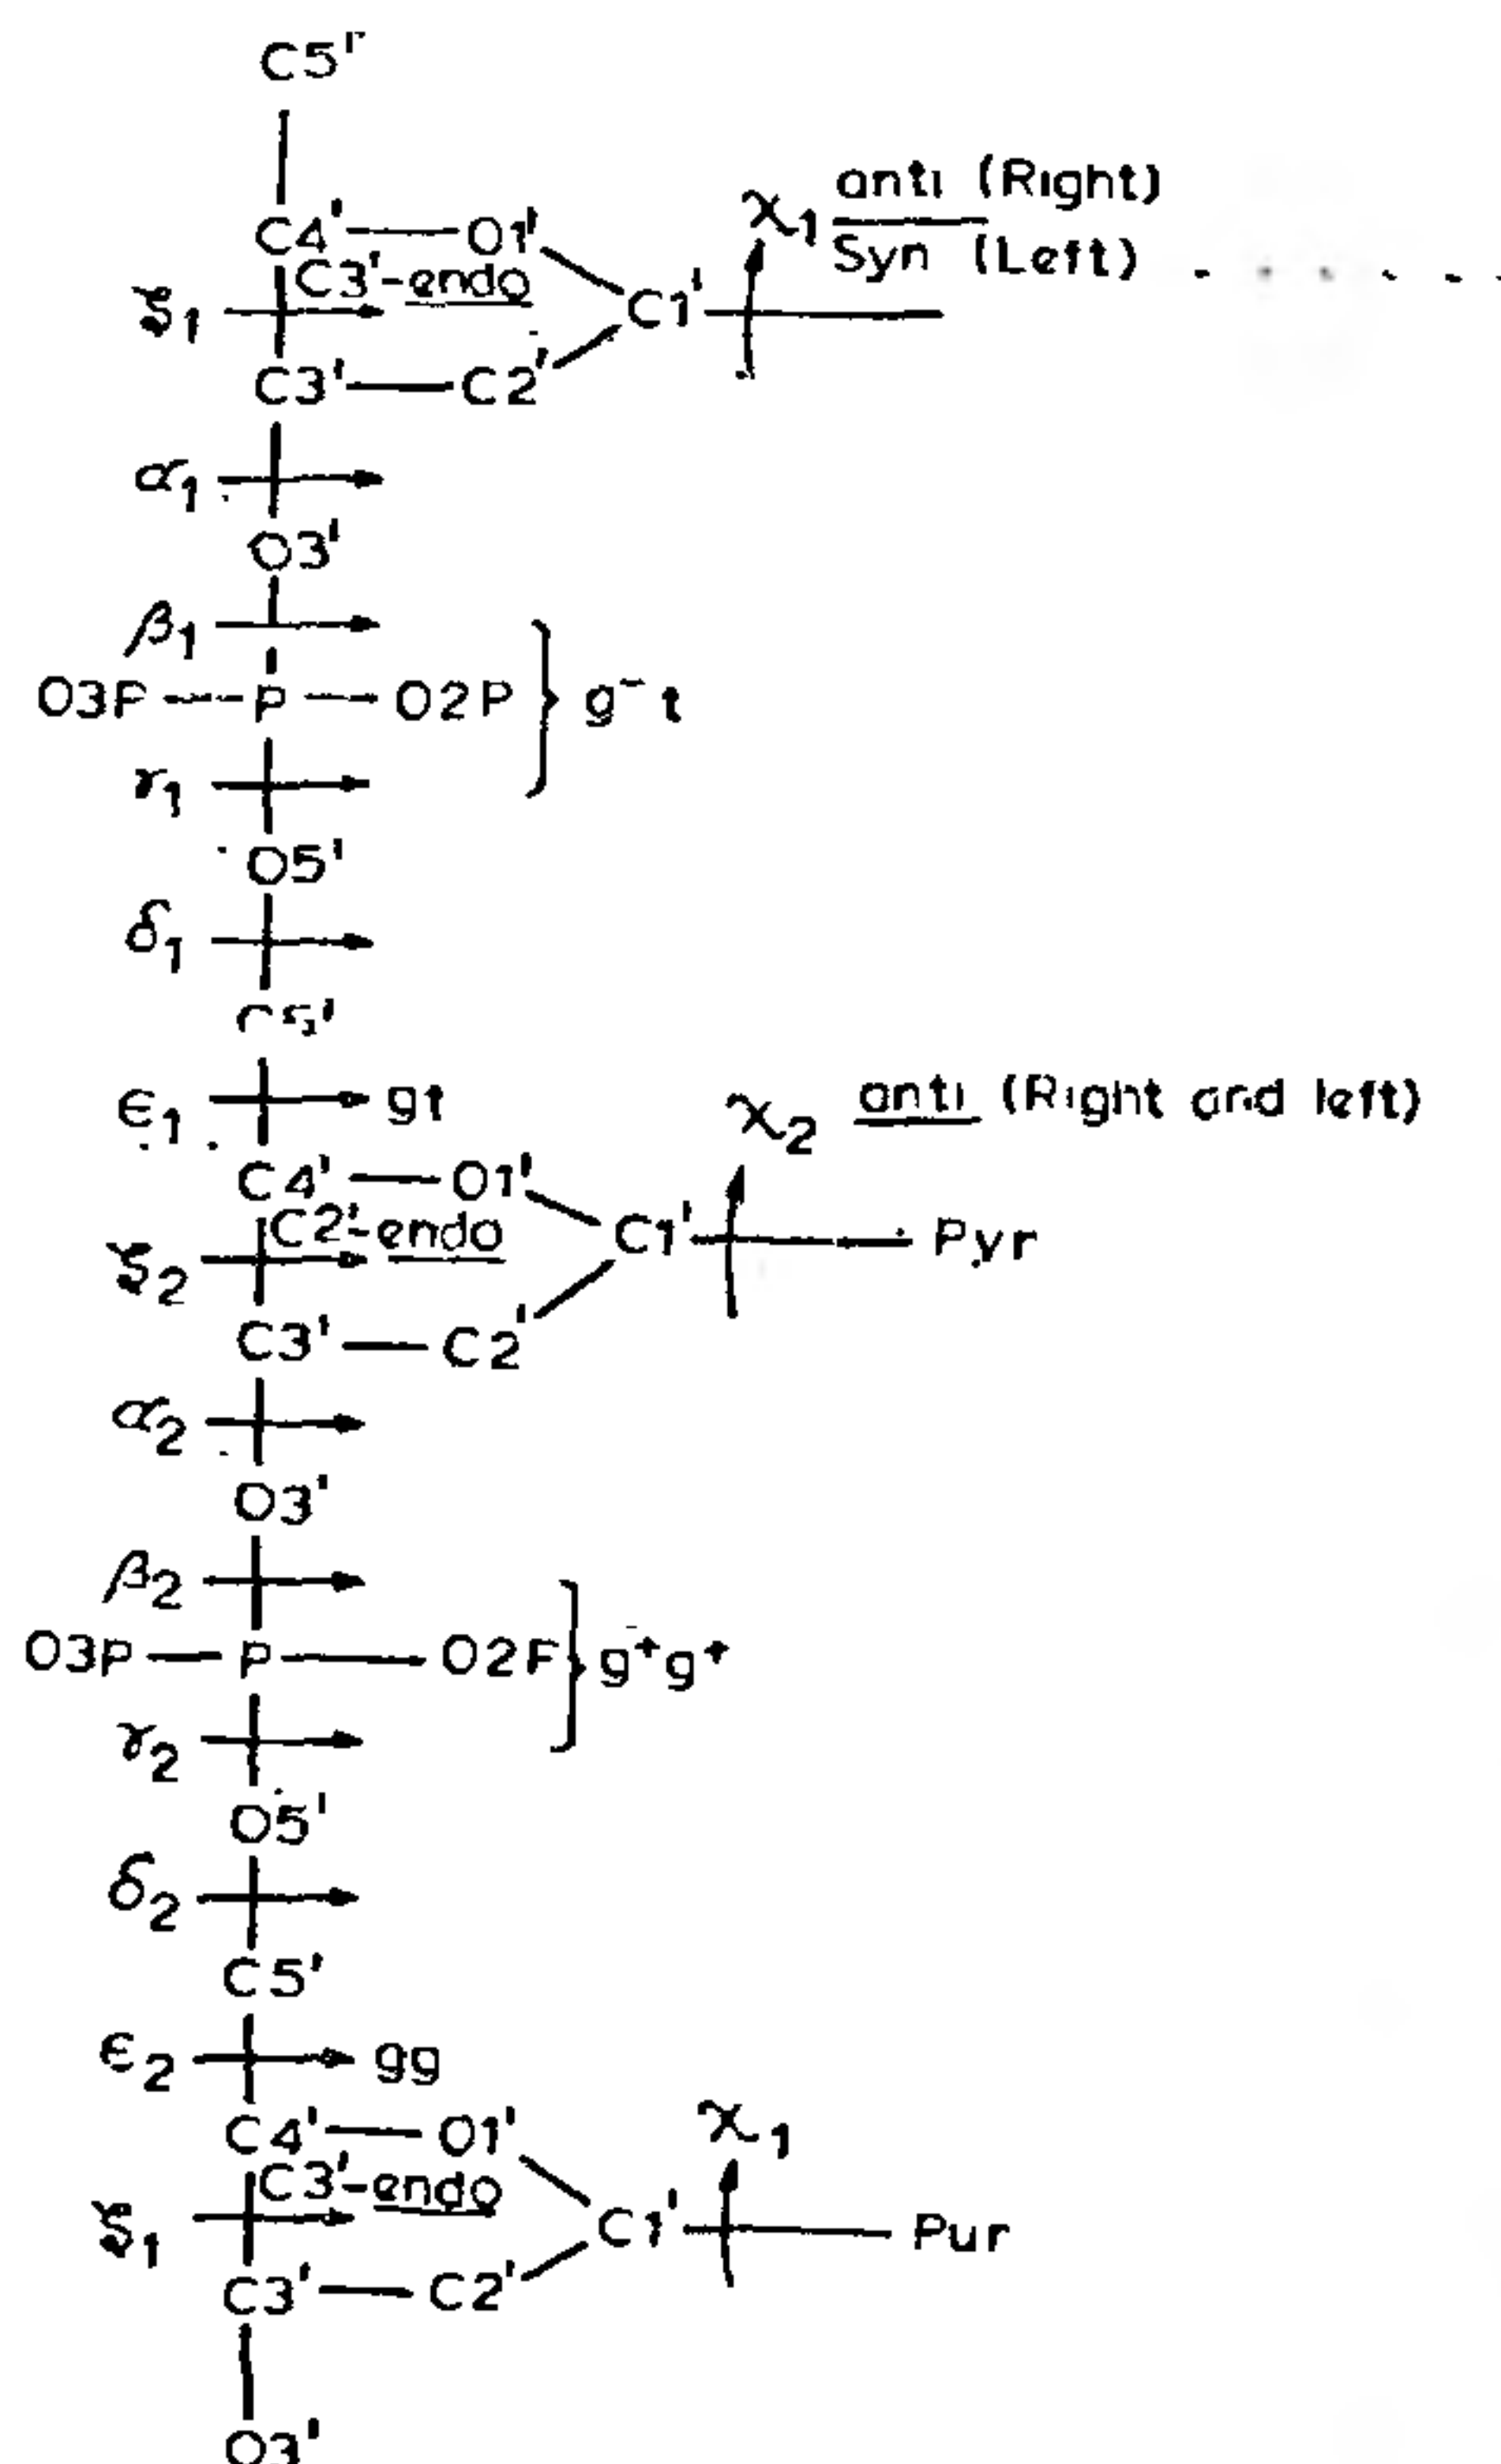 C5'
χ1 anti (Right)
Syn (Left)
C4' O1'
C3'-endo
ξ1 C1'
C3' C2'
α1
O3'
β1
P O2P } g⁻t
γ1
O5'
δ1
ϵ1 gt
χ2 anti (Right and left)
C4' O1'
C2'-endo
ξ2 C1' Pyr
C3' C2'
α2
O3'
β2
O3P P } g⁺g⁺
γ2
O5'
δ2
C5'
ϵ2 gg
C4' O1' χ1
C3'-endo
ξ1 C1' Pur
C3' C2'
O3'